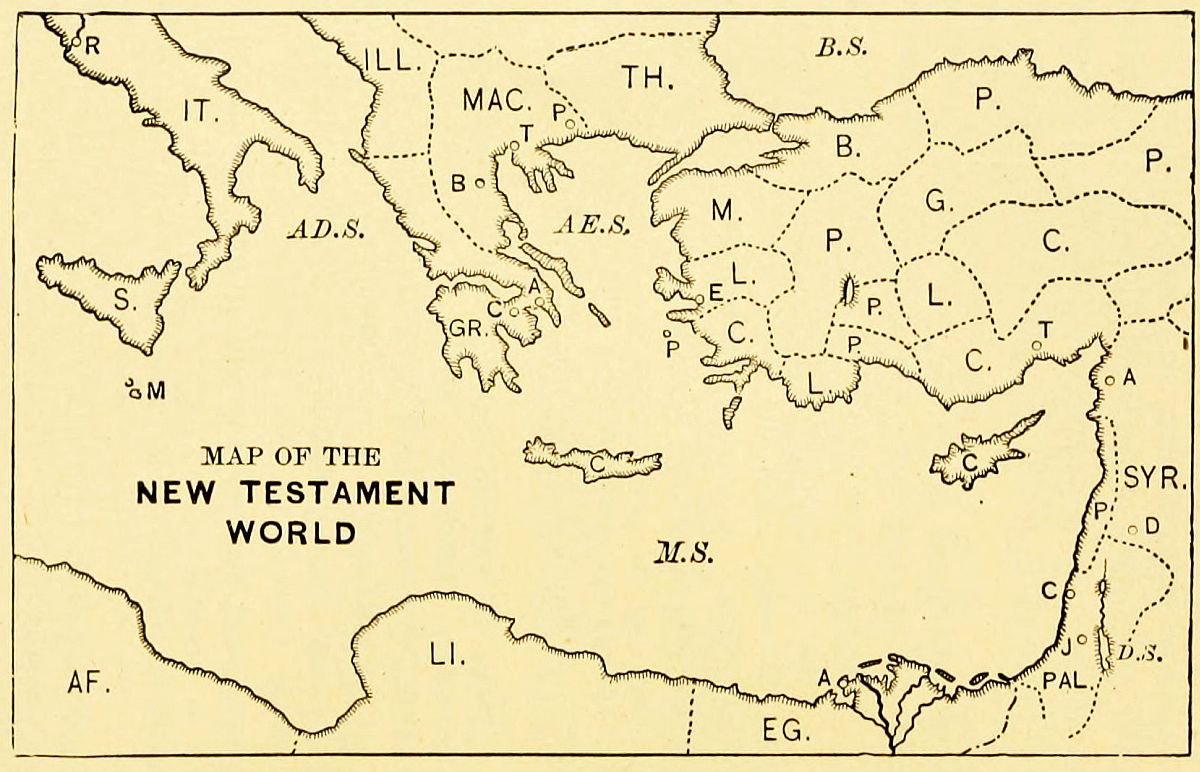 R
ILL.
B.S.
TH.
MAC.
P.
IT.
P
T
B.
P.
B
G.
M.
AD.S.
AE.S.
P.
C.
L.
E
L.
S.
A
C
P.
GR.
C.
T
P.
P
C.
L.
A
M
MAP OF THE
NEW TESTAMENT
WORLD
C
C
SYR.
P
D
M.S.
C
J
D.S.
LI.
AF.
A
PAL
EG.